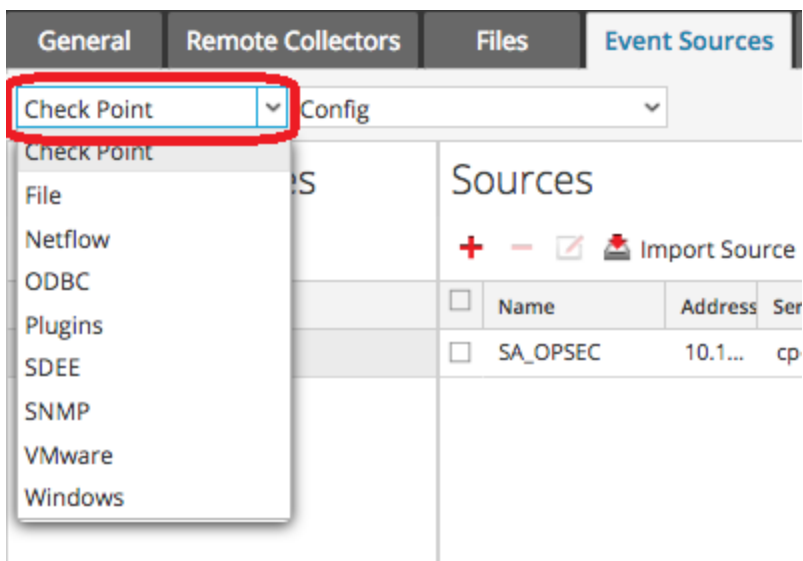 General Remote Collectors Files Event Sources
Check Point Config
Check Point
File
Netflow
ODBC
Plugins
SDEE
SNMP
VMware
Windows
Sources
Import Source
Name Address
SA_OPSEC 10.1...